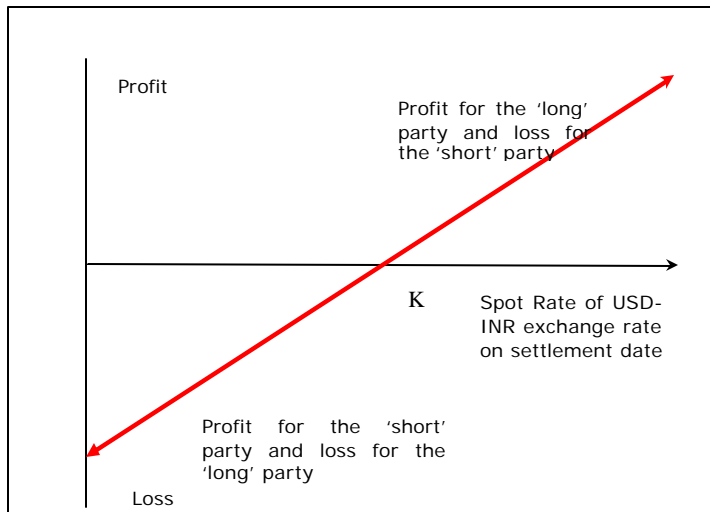 Profit
Profit for the ‘long’
party and loss for
the ‘short’ party
K
Spot Rate of USD-
INR exchange rate
on settlement date
Profit for the ‘short’
party and loss for the
‘long’ party
Loss